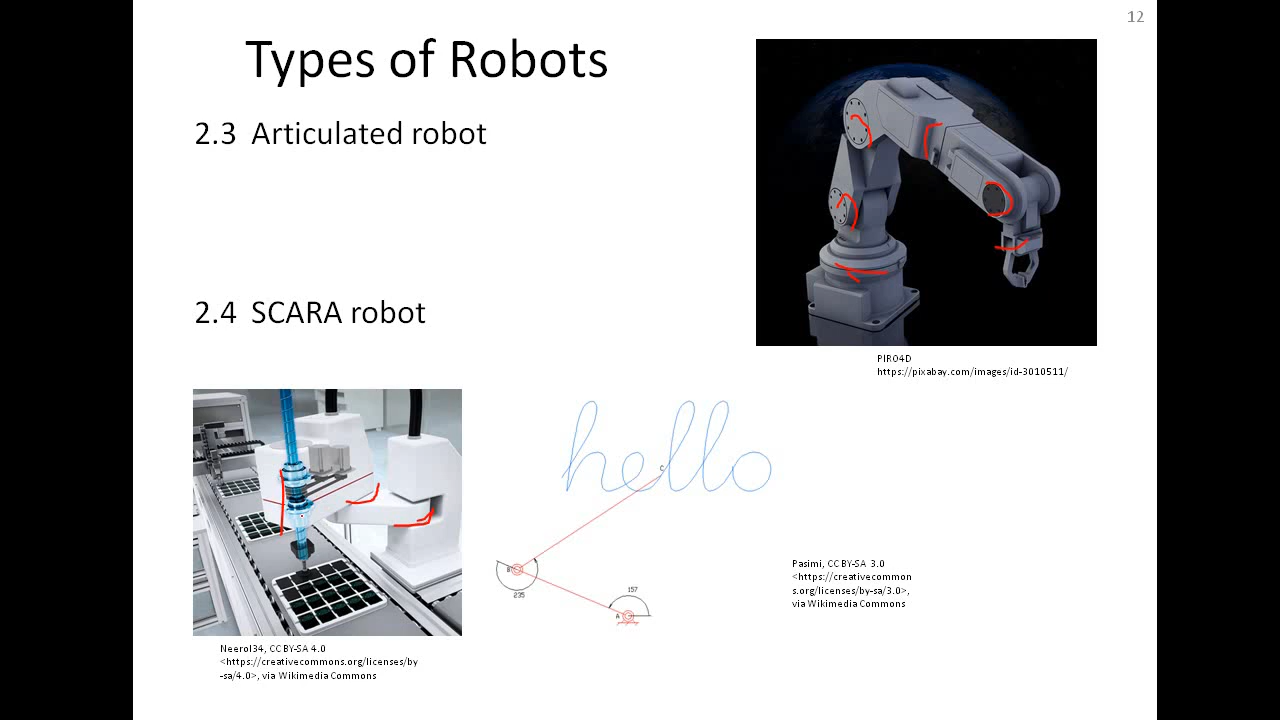 12
Types of Robots
2.3 Articulated robot
2.4 SCARA robot
PIRO4D
https://pixabay.com/images/id-3010511/
hello
C
B
235
157
A
Pasimi, CC BY-SA 3.0
<https://creativecommon
s.org/licenses/by-sa/3.0>,
via Wikimedia Commons
Neerol34, CC BY-SA 4.0
<https://creativecommons.org/licenses/by
-sa/4.0>, via Wikimedia Commons